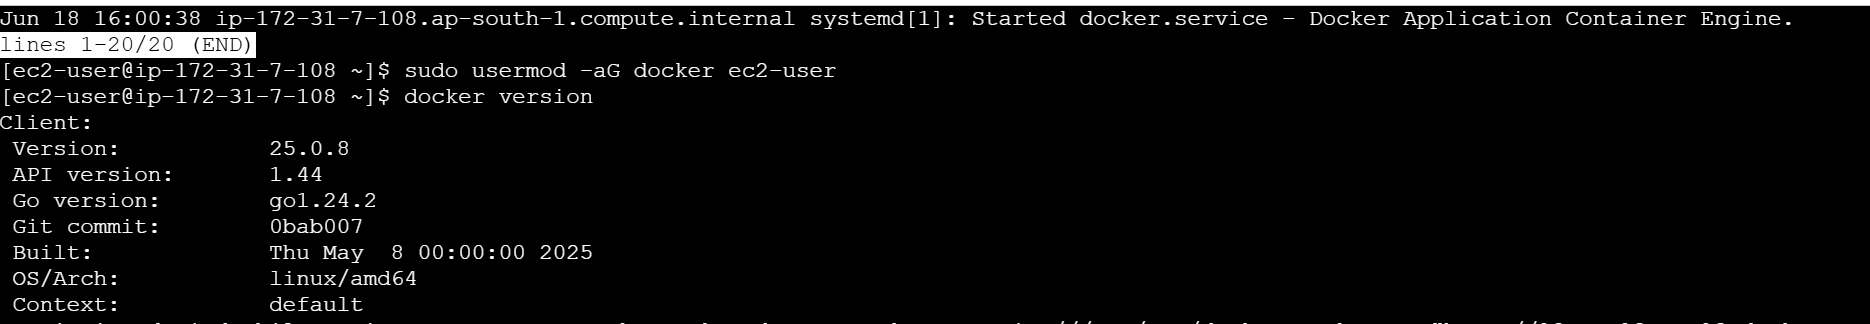 Jun 18 16:00:38 ip-172-31-7-108.ap-south-1.compute.internal systemd[1]: Started docker.service - Docker Application Container Engine.
lines 1-20/20 (END)
[ec2-user@ip-172-31-7-108 ~]$ sudo usermod -aG docker ec2-user
[ec2-user@ip-172-31-7-108 ~]$ docker version
Client:
 Version:           25.0.8
 API version:       1.44
 Go version:        go1.24.2
 Git commit:        0bab007
 Built:             Thu May  8 00:00:00 2025
 OS/Arch:           linux/amd64
 Context:           default